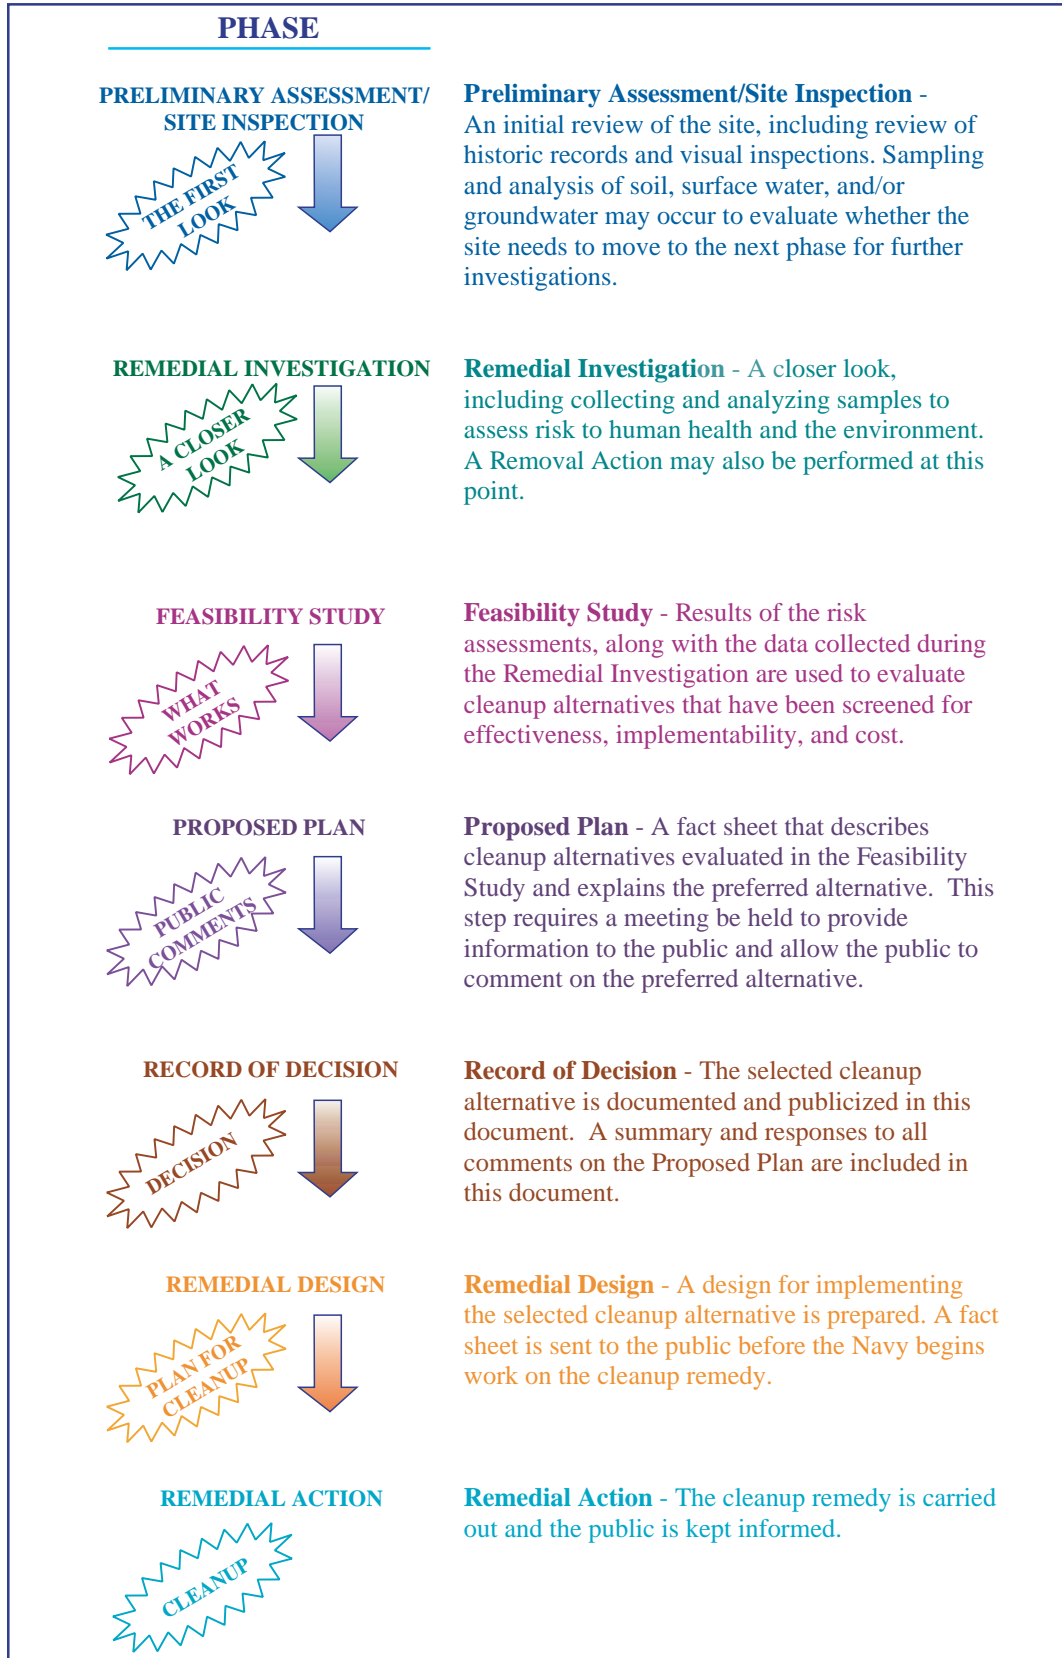 PHASE
PRELIMINARY ASSESSMENT/
SITE INSPECTION
THE FIRST
LOOK
Preliminary Assessment/Site Inspection -
An initial review of the site, including review of
historic records and visual inspections. Sampling
and analysis of soil, surface water, and/or
groundwater may occur to evaluate whether the
site needs to move to the next phase for further
investigations.
REMEDIAL INVESTIGATION
A CLOSER
LOOK
Remedial Investigation - A closer look,
including collecting and analyzing samples to
assess risk to human health and the environment.
A Removal Action may also be performed at this
point.
FEASIBILITY STUDY
WHAT
WORKS
Feasibility Study - Results of the risk
assessments, along with the data collected during
the Remedial Investigation are used to evaluate
cleanup alternatives that have been screened for
effectiveness, implementability, and cost.
PROPOSED PLAN
PUBLIC
COMMENTS
Proposed Plan - A fact sheet that describes
cleanup alternatives evaluated in the Feasibility
Study and explains the preferred alternative.  This
step requires a meeting be held to provide
information to the public and allow the public to
comment on the preferred alternative.
RECORD OF DECISION
DECISION
Record of Decision - The selected cleanup
alternative is documented and publicized in this
document.  A summary and responses to all
comments on the Proposed Plan are included in
this document.
REMEDIAL DESIGN
PLAN FOR
CLEANUP
Remedial Design - A design for implementing
the selected cleanup alternative is prepared. A fact
sheet is sent to the public before the Navy begins
work on the cleanup remedy.
REMEDIAL ACTION
CLEANUP
Remedial Action - The cleanup remedy is carried
out and the public is kept informed.